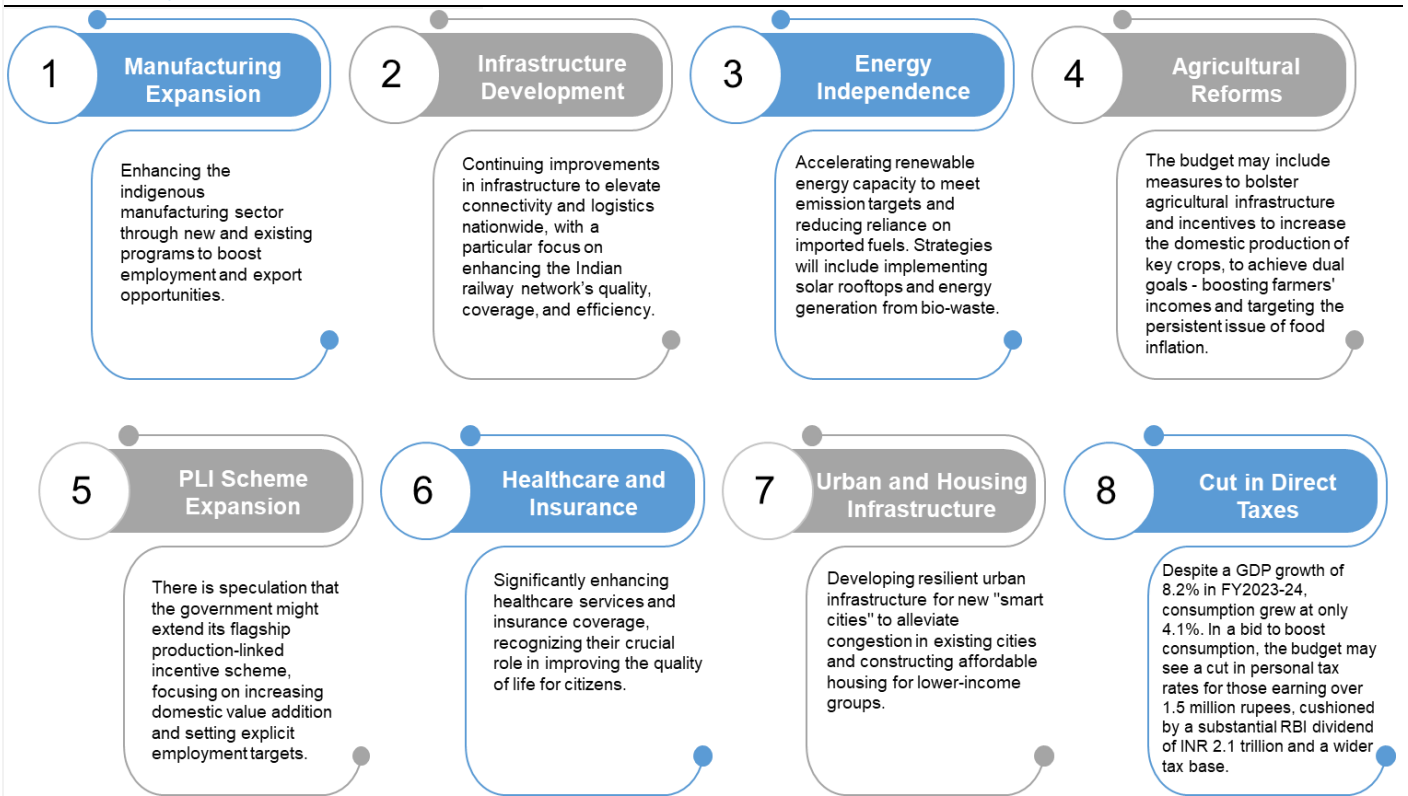 1
Manufacturing
Expansion
Enhancing the
indigenous
manufacturing sector
through new and existing
programs to boost
employment and export
opportunities.
2
Infrastructure
Development
Continuing improvements
in infrastructure to elevate
connectivity and logistics
nationwide, with a
particular focus on
enhancing the Indian
railway network's quality,
coverage, and efficiency.
3
Energy
Independence
Accelerating renewable
energy capacity to meet
emission targets and
reducing reliance on
imported fuels. Strategies
will include implementing
solar rooftops and energy
generation from bio-waste.
4
Agricultural
Reforms
The budget may include
measures to bolster
agricultural infrastructure
and incentives to increase
the domestic production of
key crops, to achieve dual
goals - boosting farmers'
incomes and targeting the
persistent issue of food
inflation.
5
PLI Scheme
Expansion
There is speculation that
the government might
extend its flagship
production-linked
incentive scheme,
focusing on increasing
domestic value addition
and setting explicit
employment targets.
6
Healthcare and
Insurance
Significantly enhancing
healthcare services and
insurance coverage,
recognizing their crucial
role in improving the quality
of life for citizens.
7
Urban and Housing
Infrastructure
Developing resilient urban
infrastructure for new "smart
cities" to alleviate
congestion in existing cities
and constructing affordable
housing for lower-income
groups.
8
Cut in Direct
Taxes
Despite a GDP growth of
8.2% in FY2023-24,
consumption grew at only
4.1%. In a bid to boost
consumption, the budget may
see a cut in personal tax
rates for those earning over
1.5 million rupees, cushioned
by a substantial RBI dividend
of INR 2.1 trillion and a wider
tax base.